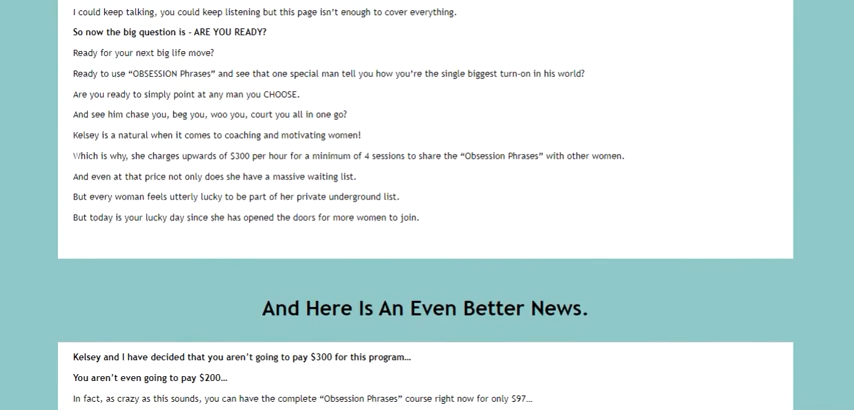 I could keep talking, you could keep listening but this page isn't enough to cover everything.
So now the big question is - ARE YOU READY?
Ready for your next big life move?
Ready to use “OBSESSION Phrases” and see that one special man tell you how you're the single biggest turn-on in his world?
Are you ready to simply point at any man you CHOOSE.
And see him chase you, beg you, woo you, court you all in one go?
Kelsey is a natural when it comes to coaching and motivating women!
Which is why, she charges upwards of $300 per hour for a minimum of 4 sessions to share the “Obsession Phrases” with other women.
And even at that price not only does she have a massive waiting list.
But every woman feels utterly lucky to be part of her private underground list.
But today is your lucky day since she has opened the doors for more women to join.
And Here Is An Even Better News.
Kelsey and I have decided that you aren't going to pay $300 for this program…
You aren't even going to pay $200…
In fact, as crazy as this sounds, you can have the complete “Obsession Phrases” course right now for only $97…